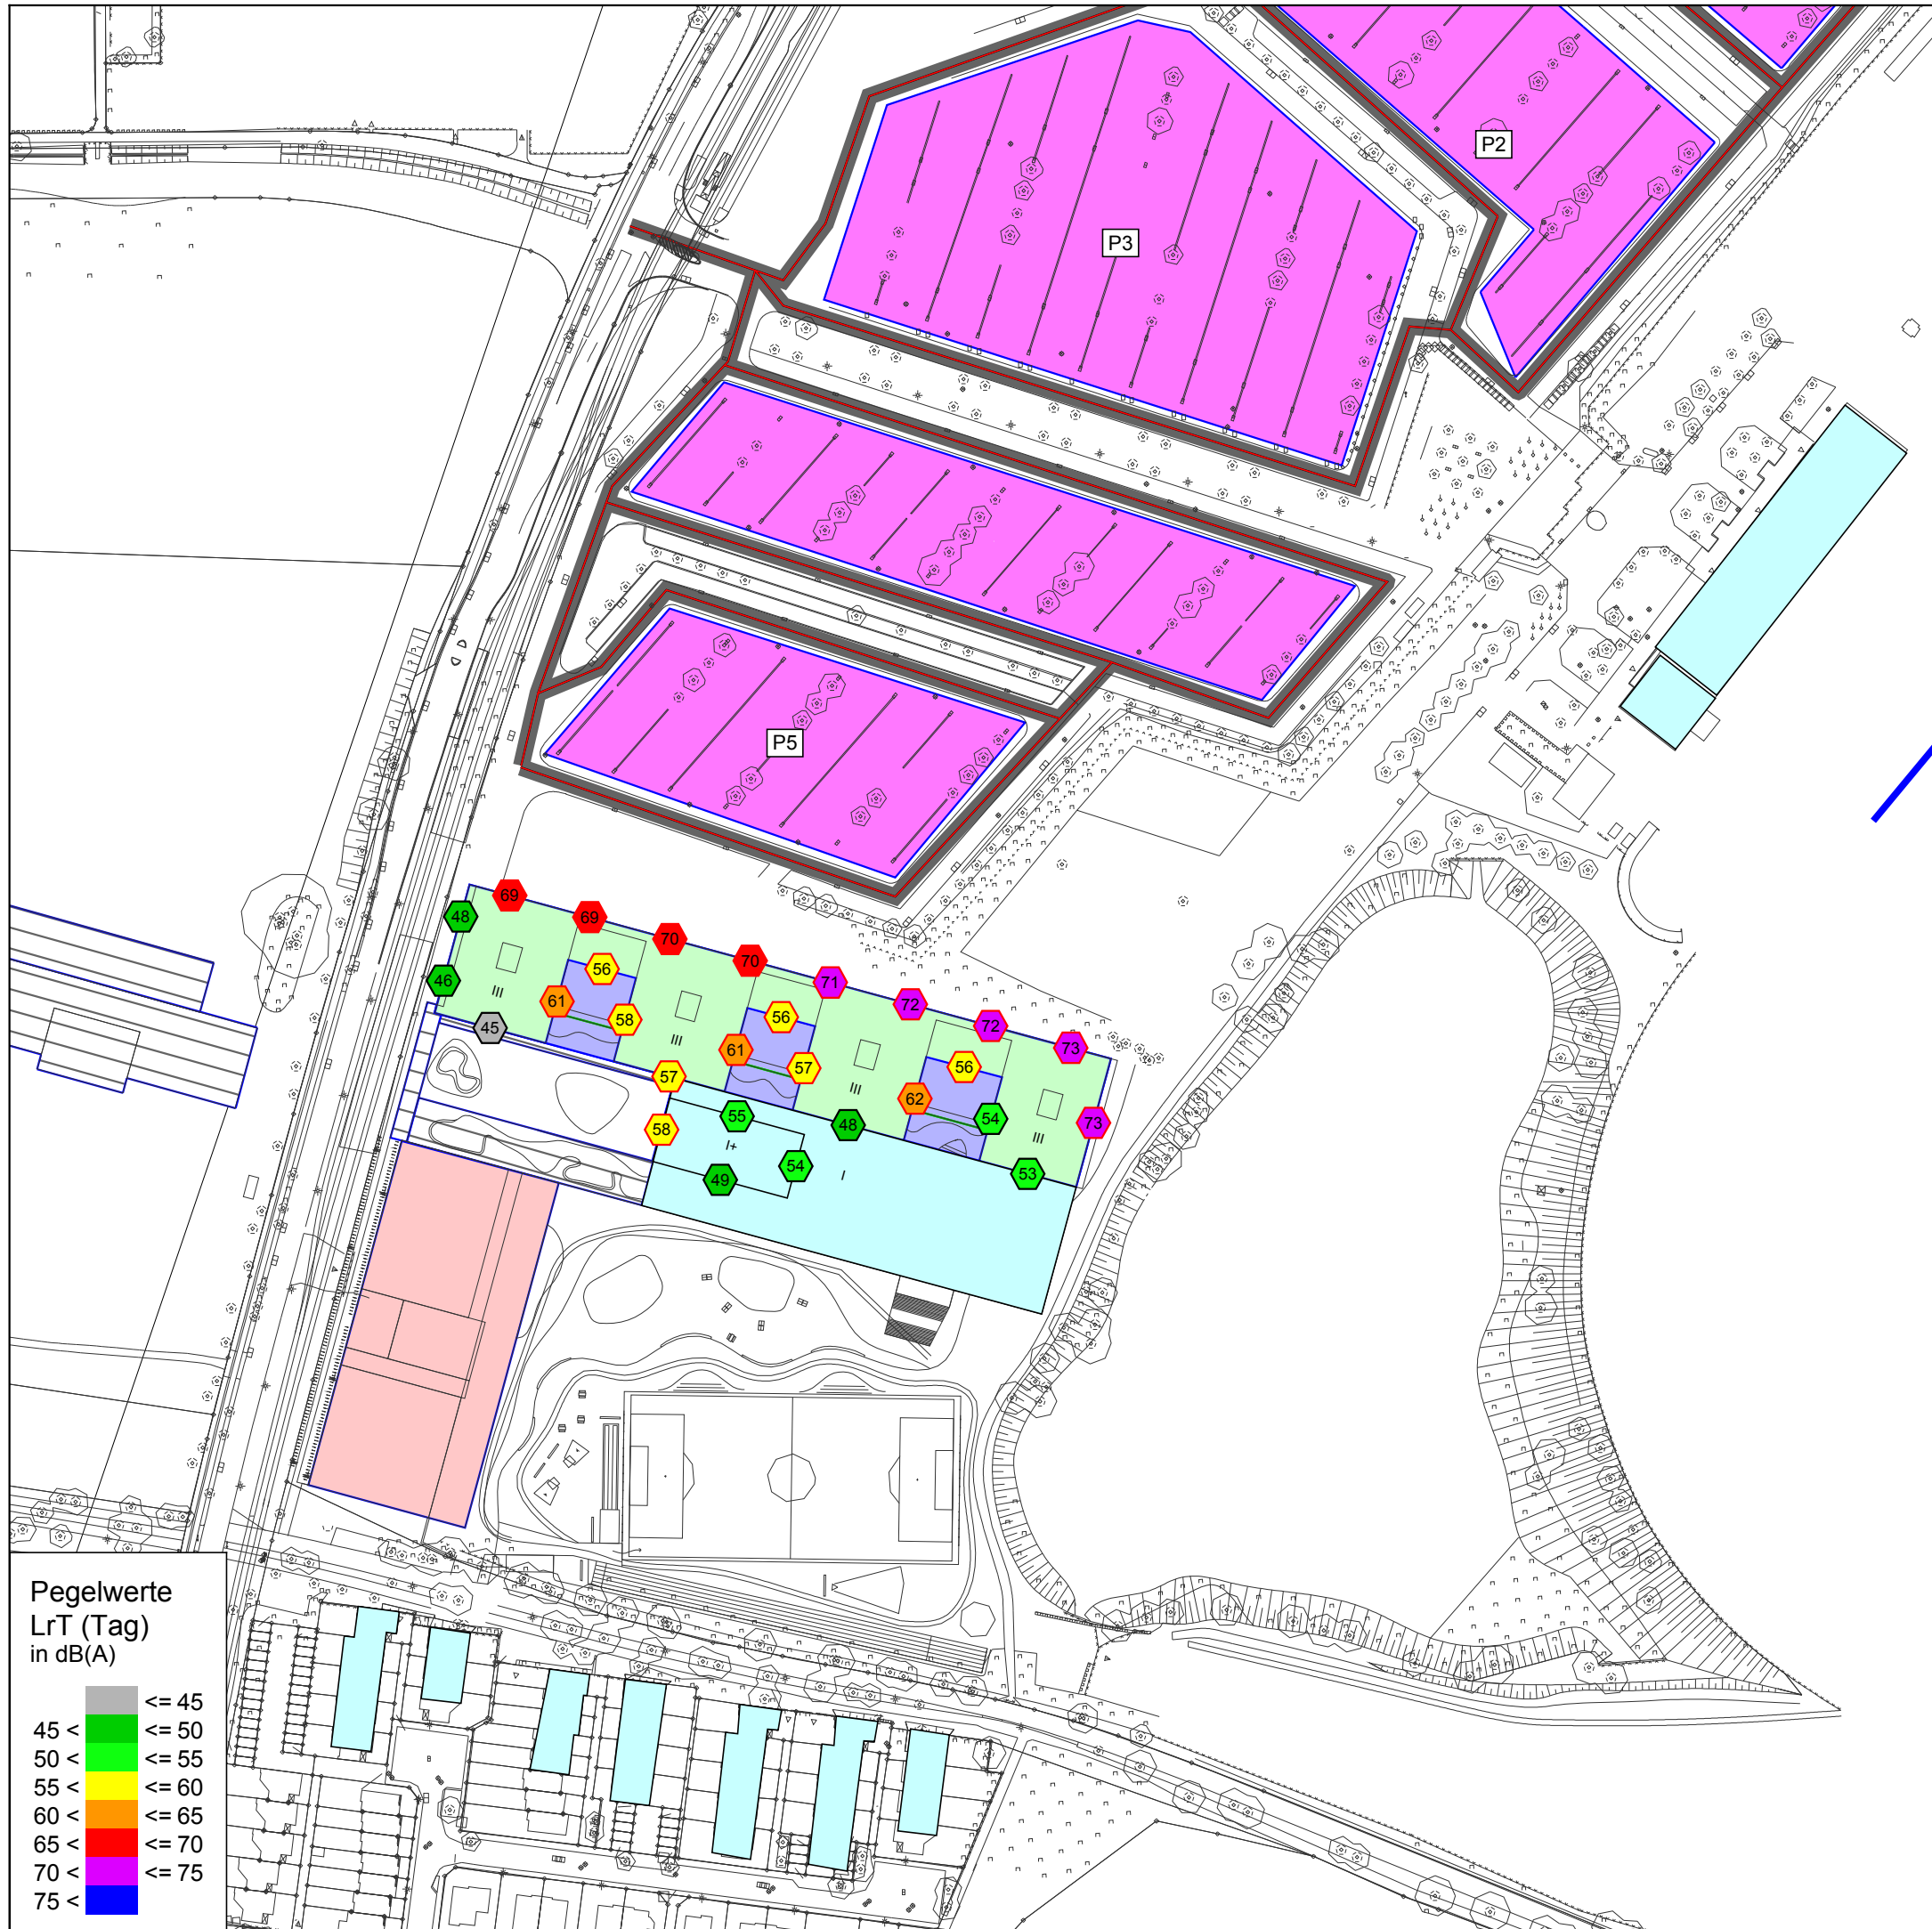 P2
P3
P5
69
48
69
70
70
56
46
71
61
III
72
56
58
45
72
III
73
61
56
57
57
III
62
55
48
54
73
58
III
I+
54
I
53
49
Pegelwerte
LrT (Tag)
in dB(A)
<= 45
45 < <= 50
50 < <= 55
55 < <= 60
60 < <= 65
65 < <= 70
70 < <= 75
75 <